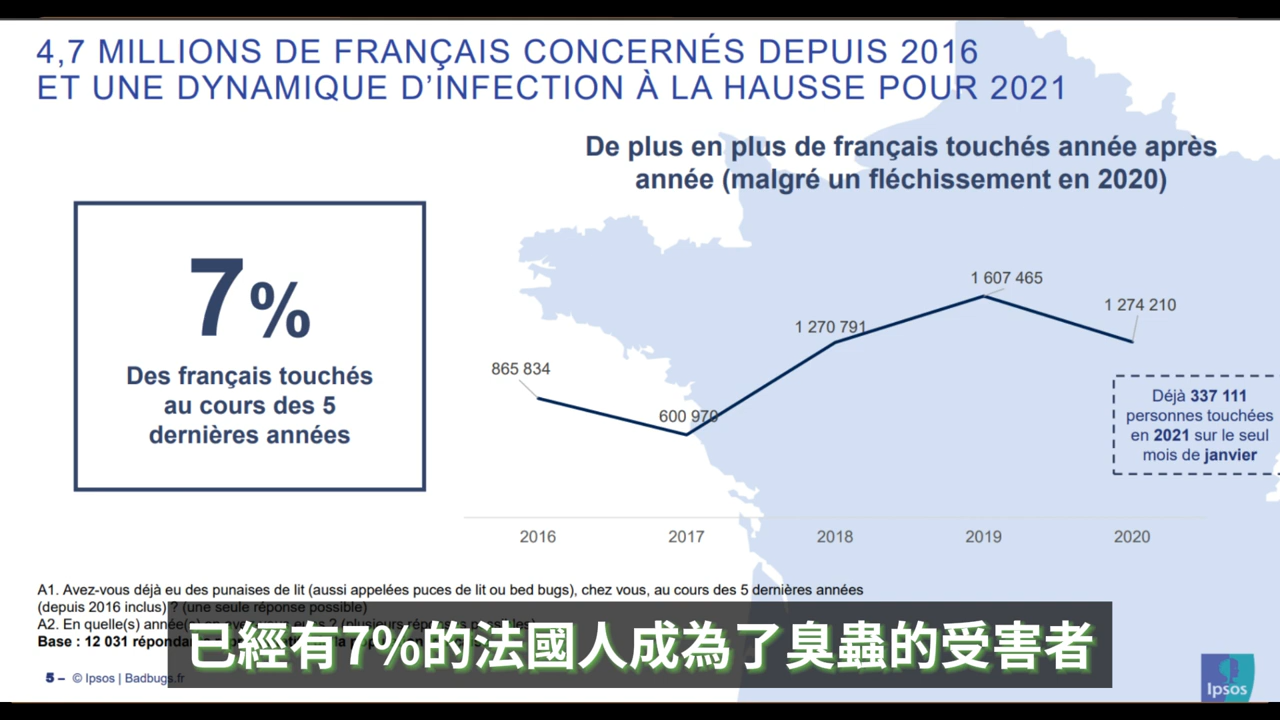 4,7 MILLIONS DE FRANÇAIS CONCERNÉS DEPUIS 2016
ET UNE DYNAMIQUE D’INFECTION À LA HAUSSE POUR 2021
De plus en plus de français touchés année après
année (malgré un fléchissement en 2020)
7%
Des français touchés
au cours des 5
dernières années
1 607 465
1 274 210
1 270 791
865 834
600 970
Déjà 337 111
personnes touchées
en 2021 sur le seul
mois de janvier
2016 2017 2018 2019 2020
A1. Avez-vous déjà eu des punaises de lit (aussi appelées puces de lit ou bed bugs), chez vous, au cours des 5 dernières années
(depuis 2016 inclus) ? (une seule réponse possible)
A2. En quelle(s) année(s)
Base : 12 031
已經有7%的法國人成為了臭蟲的受害者
5 – © Ipsos | Badbugs.fr
Ipsos